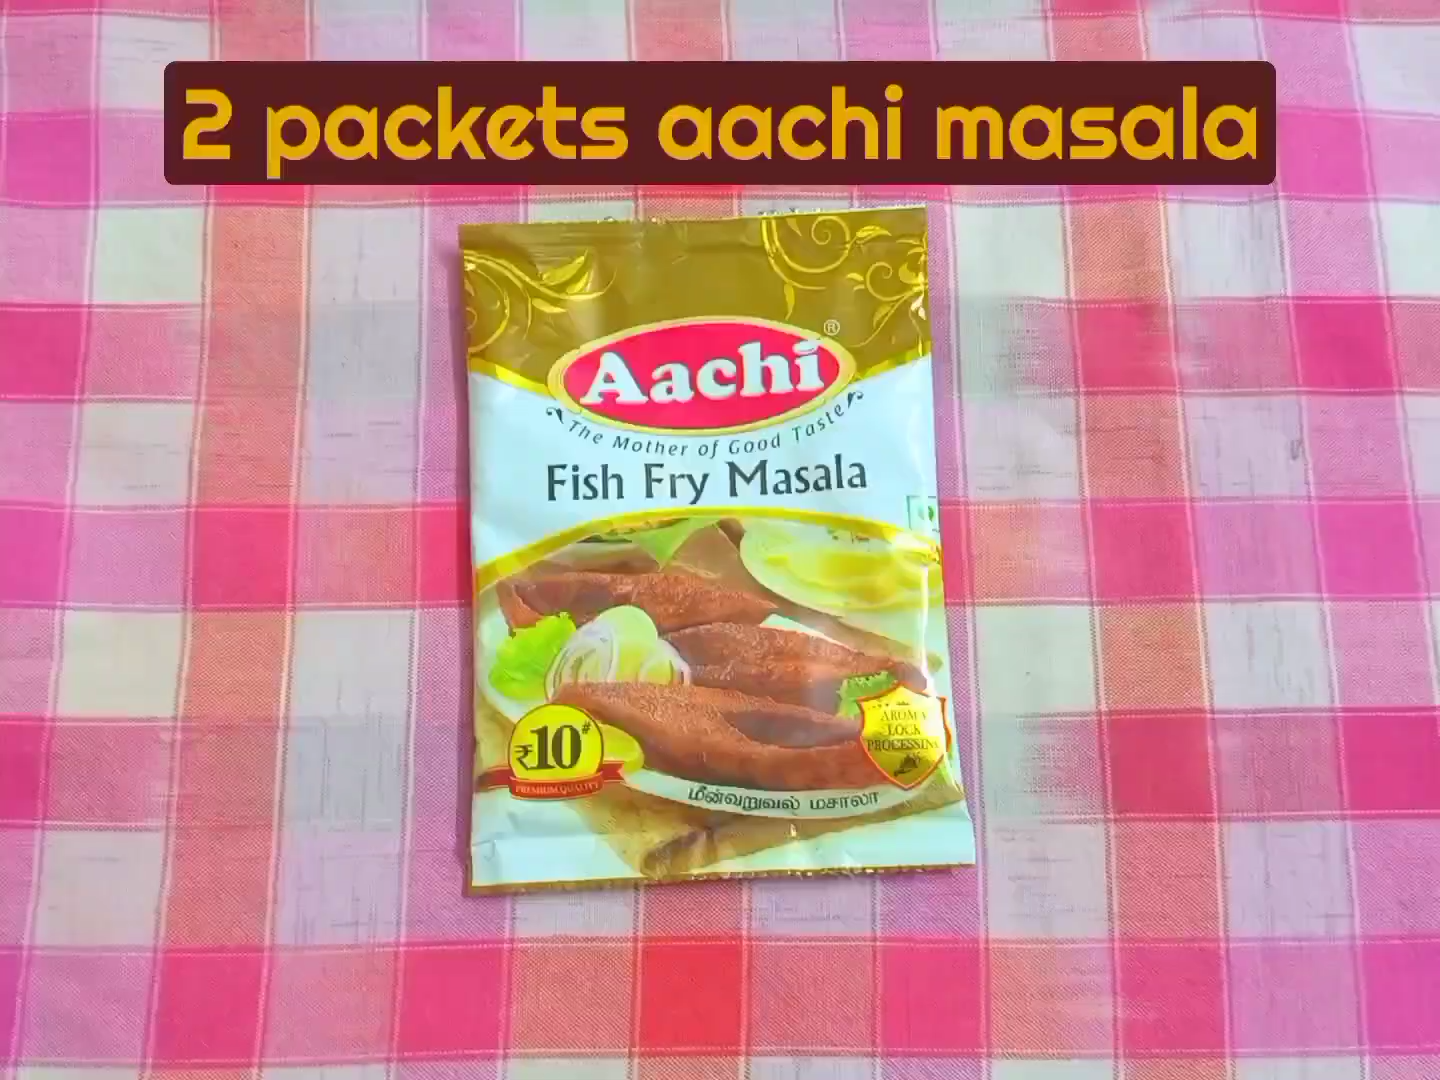 2 packets aachi masala
Aachi®
The Mother of Good Taste
Fish Fry Masala
₹10#
PREMIUM QUALITY
AROMA
LOCK
PROCESSING
மீன்வறுவல் மசாலா